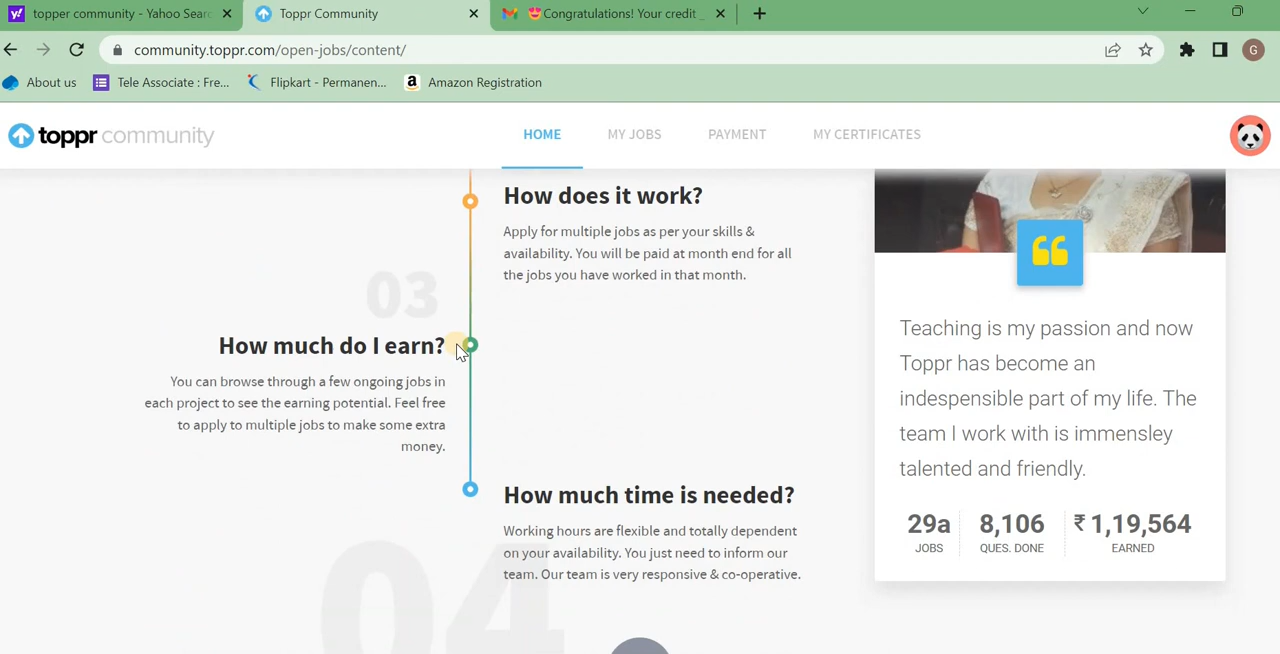 topper community - Yahoo Sear
Toppr Community
😍Congratulations! Your credit
community.toppr.com/open-jobs/content/
G
About us
Tele Associate : Fre...
Flipkart - Permanen...
Amazon Registration
toppr community
HOME
MY JOBS
PAYMENT
MY CERTIFICATES
How does it work?
Apply for multiple jobs as per your skills &
availability. You will be paid at month end for all
the jobs you have worked in that month.
03
How much do I earn?
You can browse through a few ongoing jobs in
each project to see the earning potential. Feel free
to apply to multiple jobs to make some extra
money.
How much time is needed?
Working hours are flexible and totally dependent
on your availability. You just need to inform our
team. Our team is very responsive & co-operative.
04
Teaching is my passion and now
Toppr has become an
indespensible part of my life. The
team I work with is immensley
talented and friendly.
29a
JOBS
8,106
QUES. DONE
₹ 1,19,564
EARNED